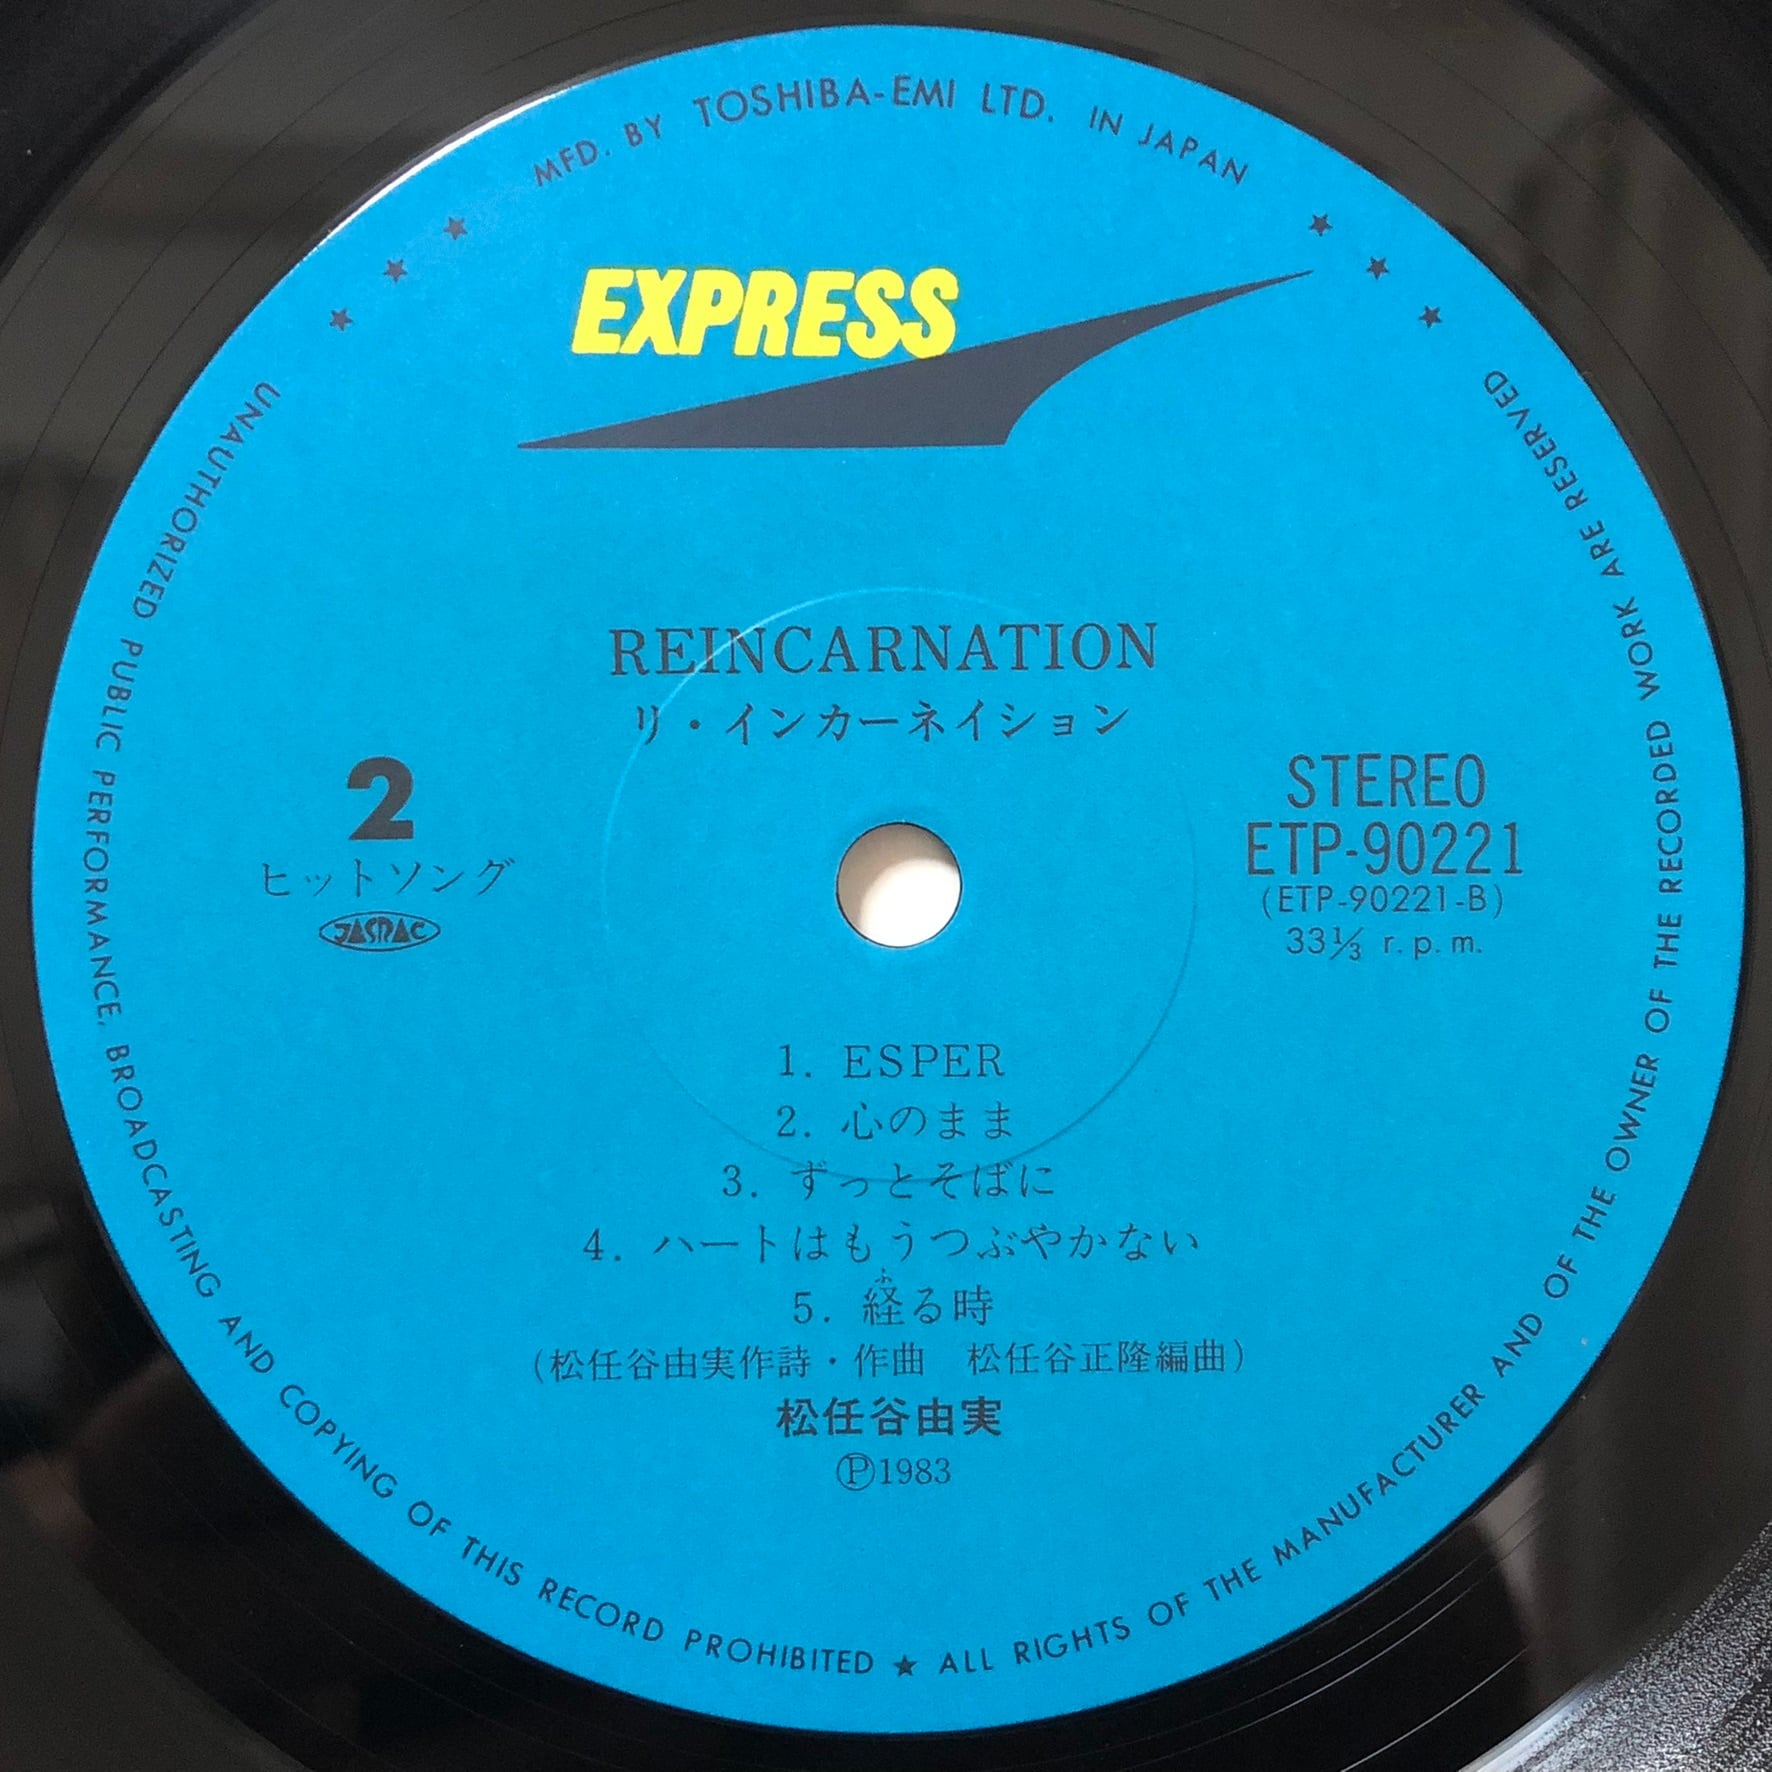 MFD. BY TOSHIBA-EMI LTD. IN JAPAN
EXPRESS
REINCARNATION
リ・インカーネイション
2
ヒットソング
JASRAC
STEREO
ETP-90221
(ETP-90221-B)
33⅓ r.p.m.
1. ESPER
2. 心のまま
3. ずっとそばに
4. ハートはもうつぶやかない
ふ
5. 経る時
(松任谷由実作詩・作曲　松任谷正隆編曲)
松任谷由実
Ⓟ1983
UNAUTHORIZED PUBLIC PERFORMANCE, BROADCASTING AND COPYING OF THIS RECORD PROHIBITED ★ ALL RIGHTS OF THE MANUFACTURER AND OF THE OWNER OF THE RECORDED WORK ARE RESERVED